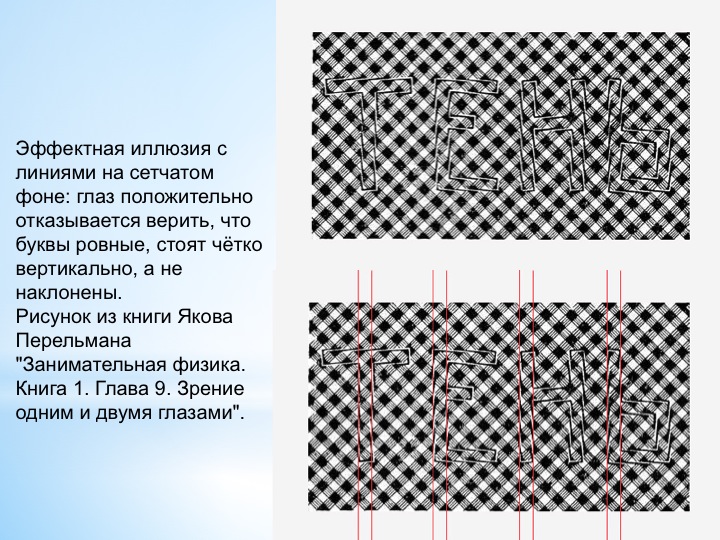 Эффектная иллюзия с
линиями на сетчатом
фоне: глаз положительно
отказывается верить, что
буквы ровные, стоят чётко
вертикально, а не
наклонены.
Рисунок из книги Якова
Перельмана
"Занимательная физика.
Книга 1. Глава 9. Зрение
одним и двумя глазами".
ТЕНЬ
ТЕНЬ